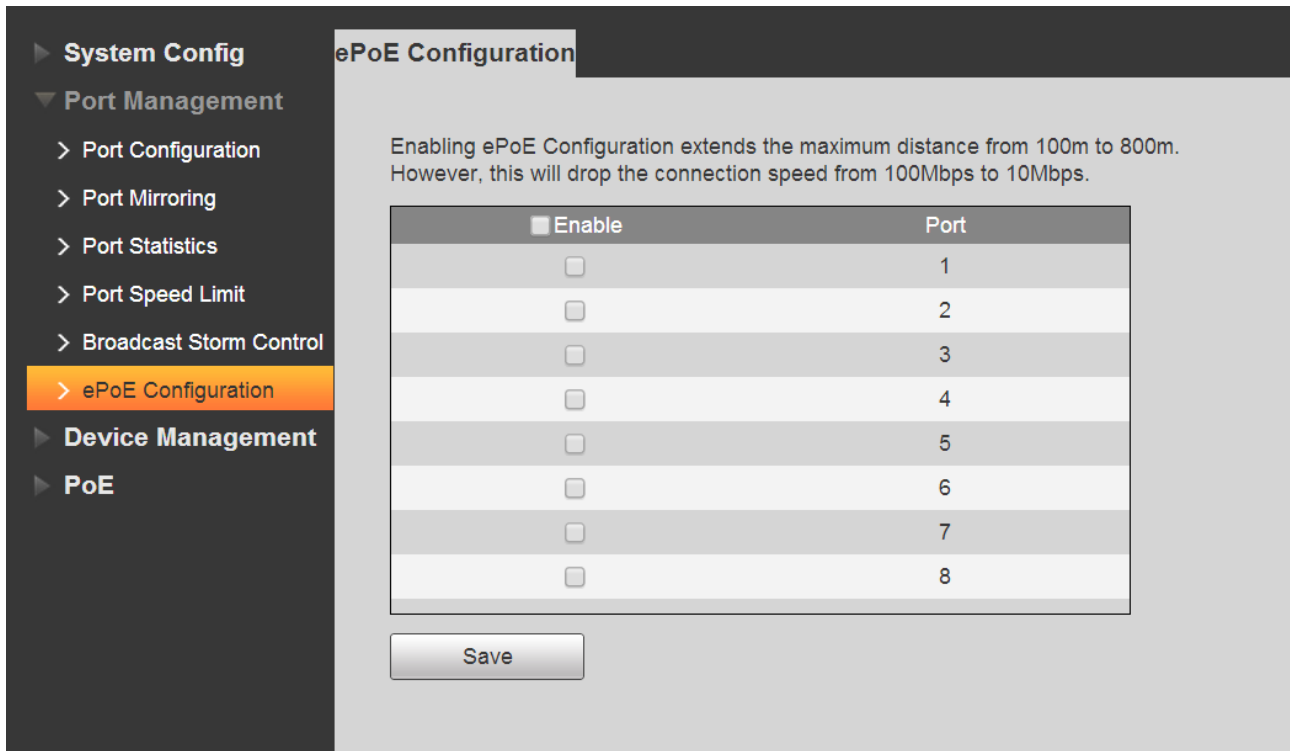 System Config
Port Management
Port Configuration
Port Mirroring
Port Statistics
Port Speed Limit
Broadcast Storm Control
ePoE Configuration
Device Management
PoE
ePoE Configuration
Enabling ePoE Configuration extends the maximum distance from 100m to 800m.
However, this will drop the connection speed from 100Mbps to 10Mbps.
Enable Port
1
2
3
4
5
6
7
8
Save